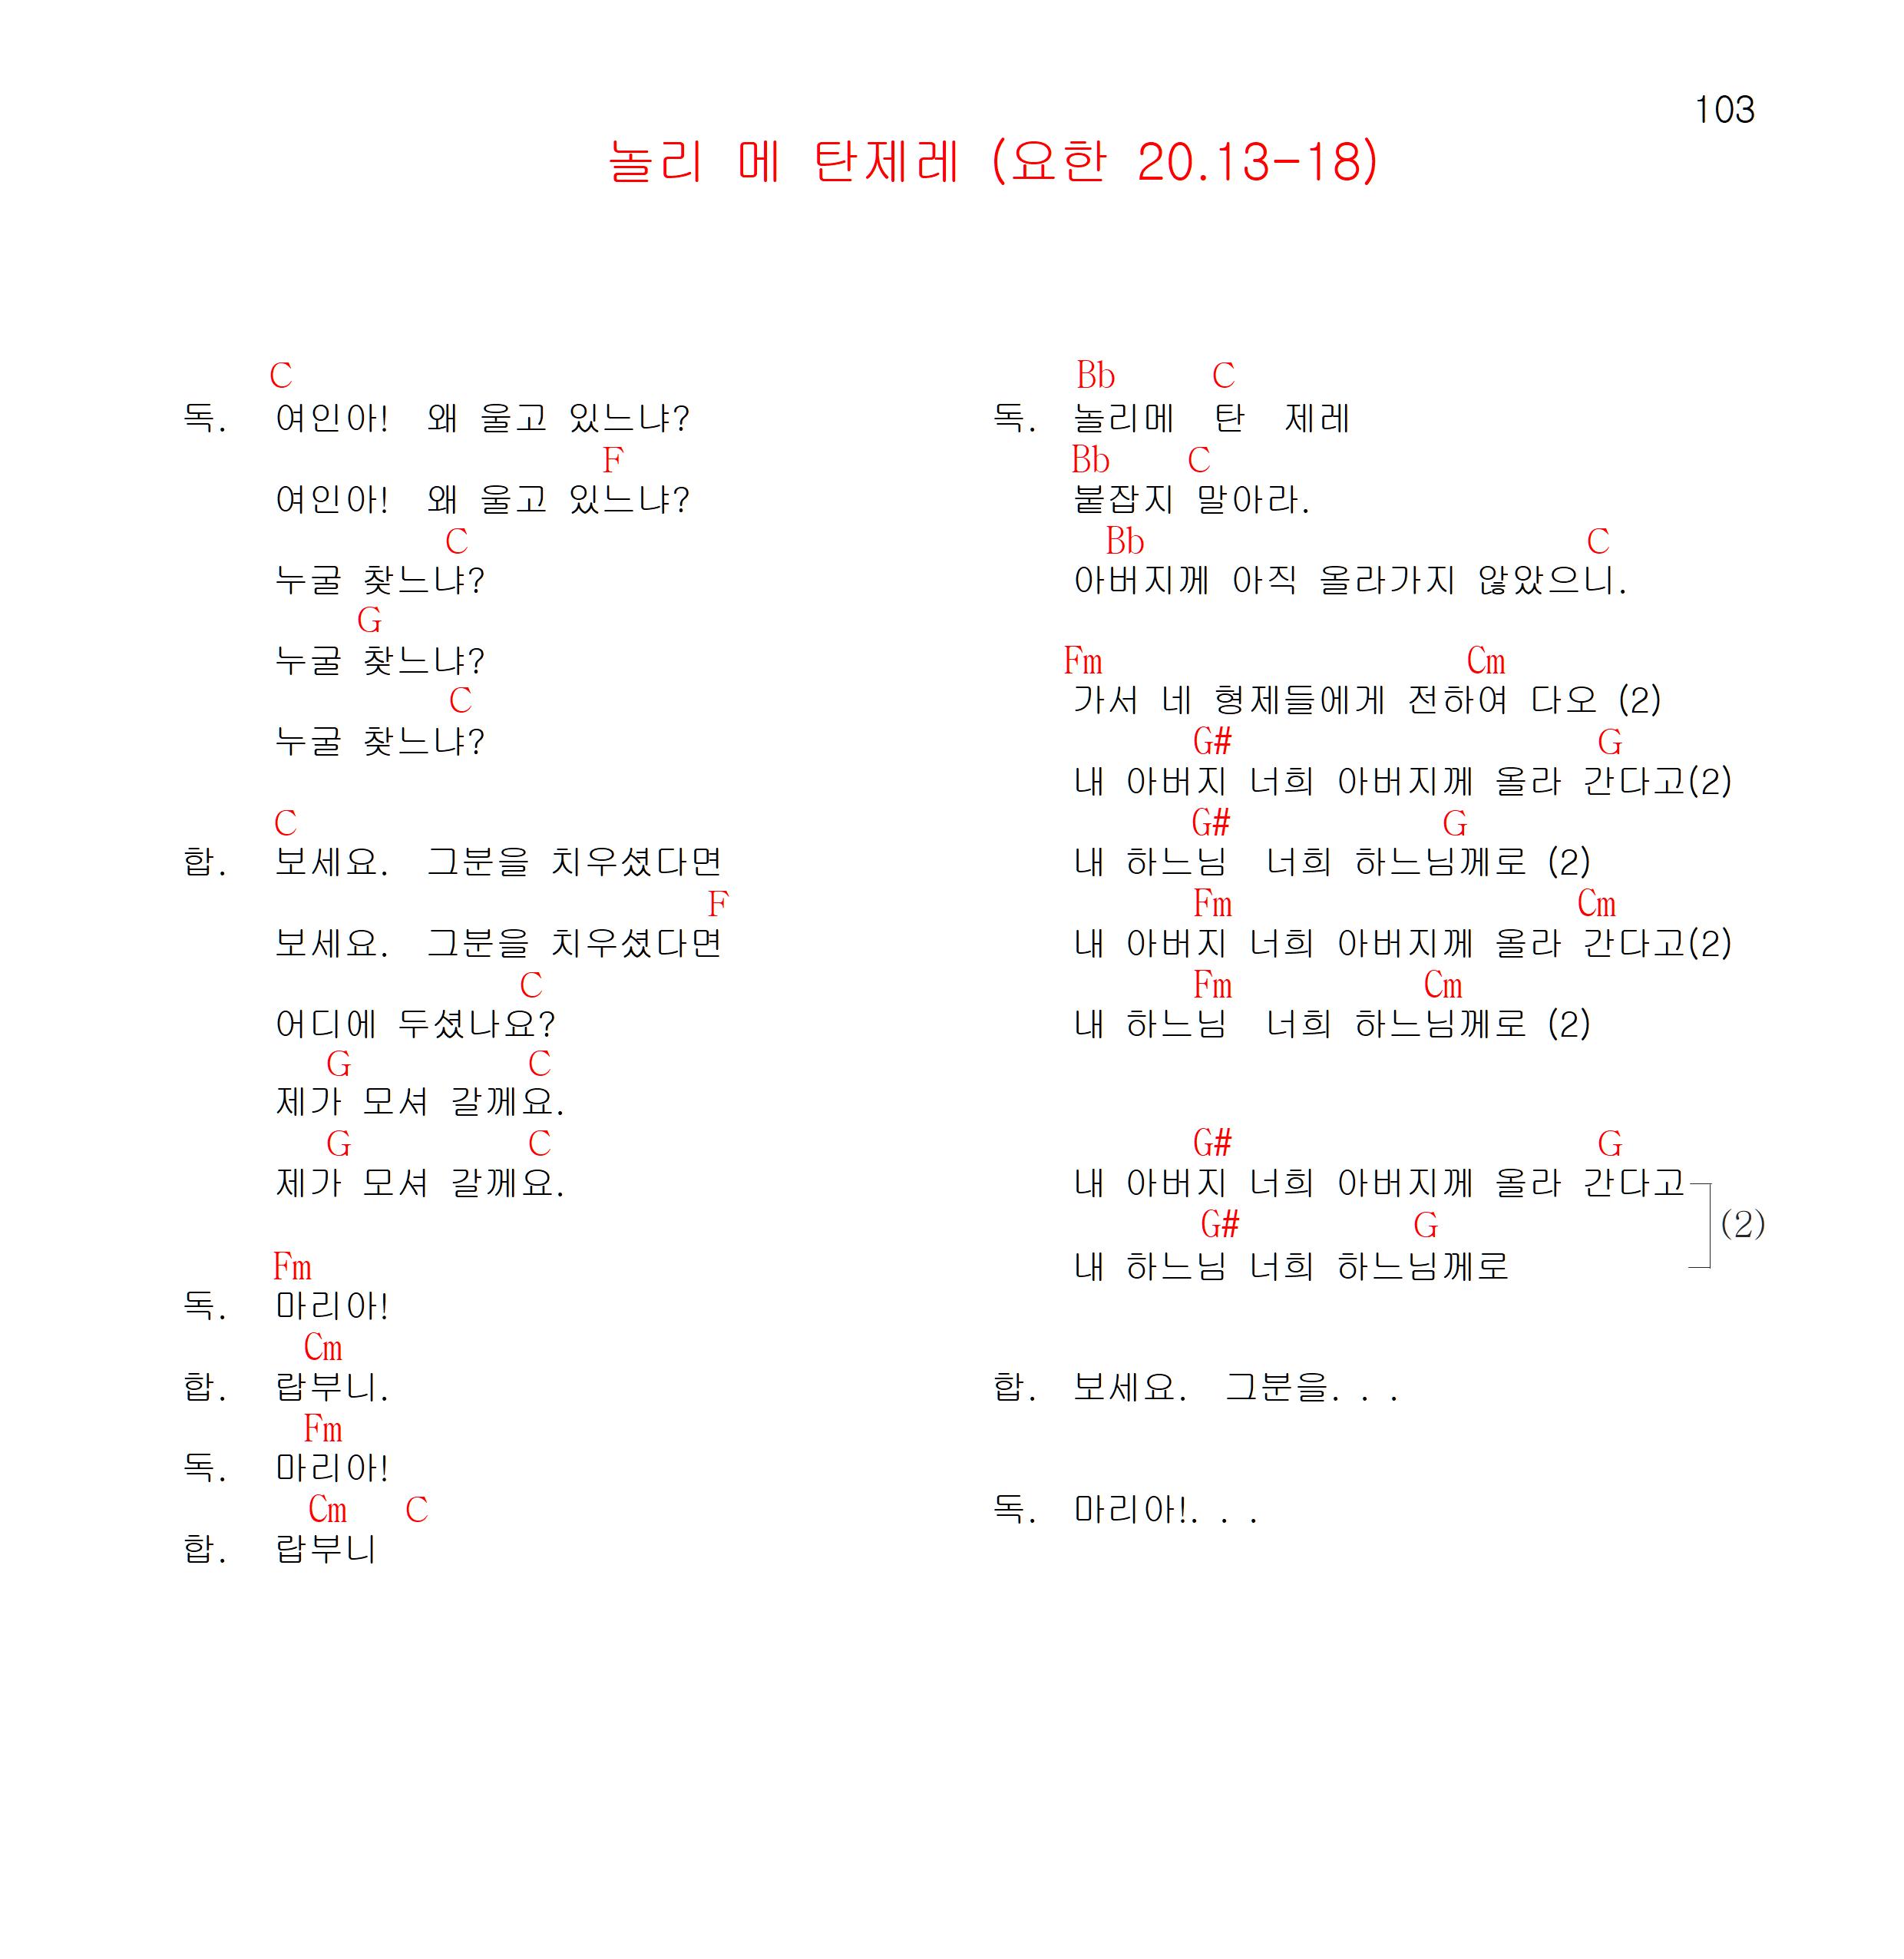 103
놀리 메 탄제레 (요한 20.13-18)
C
독. 여인아! 왜 울고 있느냐?
F
여인아! 왜 울고 있느냐?
C
누굴 찾느냐?
G
누굴 찾느냐?
C
누굴 찾느냐?
C
합. 보세요. 그분을 치우셨다면
F
보세요. 그분을 치우셨다면
C
어디에 두셨나요?
G C
제가 모셔 갈께요.
G C
제가 모셔 갈께요.
Fm
독. 마리아!
Cm
합. 랍부니.
Fm
독. 마리아!
Cm C
합. 랍부니
Bb C
독. 놀리메 탄 제레
Bb C
붙잡지 말아라.
Bb C
아버지께 아직 올라가지 않았으니.
Fm Cm
가서 네 형제들에게 전하여 다오 (2)
G# G
내 아버지 너희 아버지께 올라 간다고(2)
G# G
내 하느님 너희 하느님께로 (2)
Fm Cm
내 아버지 너희 아버지께 올라 간다고(2)
Fm Cm
내 하느님 너희 하느님께로 (2)
G# G
내 아버지 너희 아버지께 올라 간다고
G# G (2)
내 하느님 너희 하느님께로
합. 보세요. 그분을. . .
독. 마리아!. . .